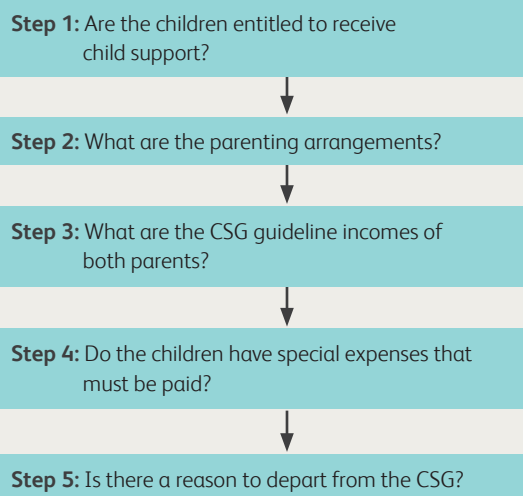 Step 1: Are the children entitled to receive
child support?
Step 2: What are the parenting arrangements?
Step 3: What are the CSG guideline incomes of
both parents?
Step 4: Do the children have special expenses that
must be paid?
Step 5: Is there a reason to depart from the CSG?